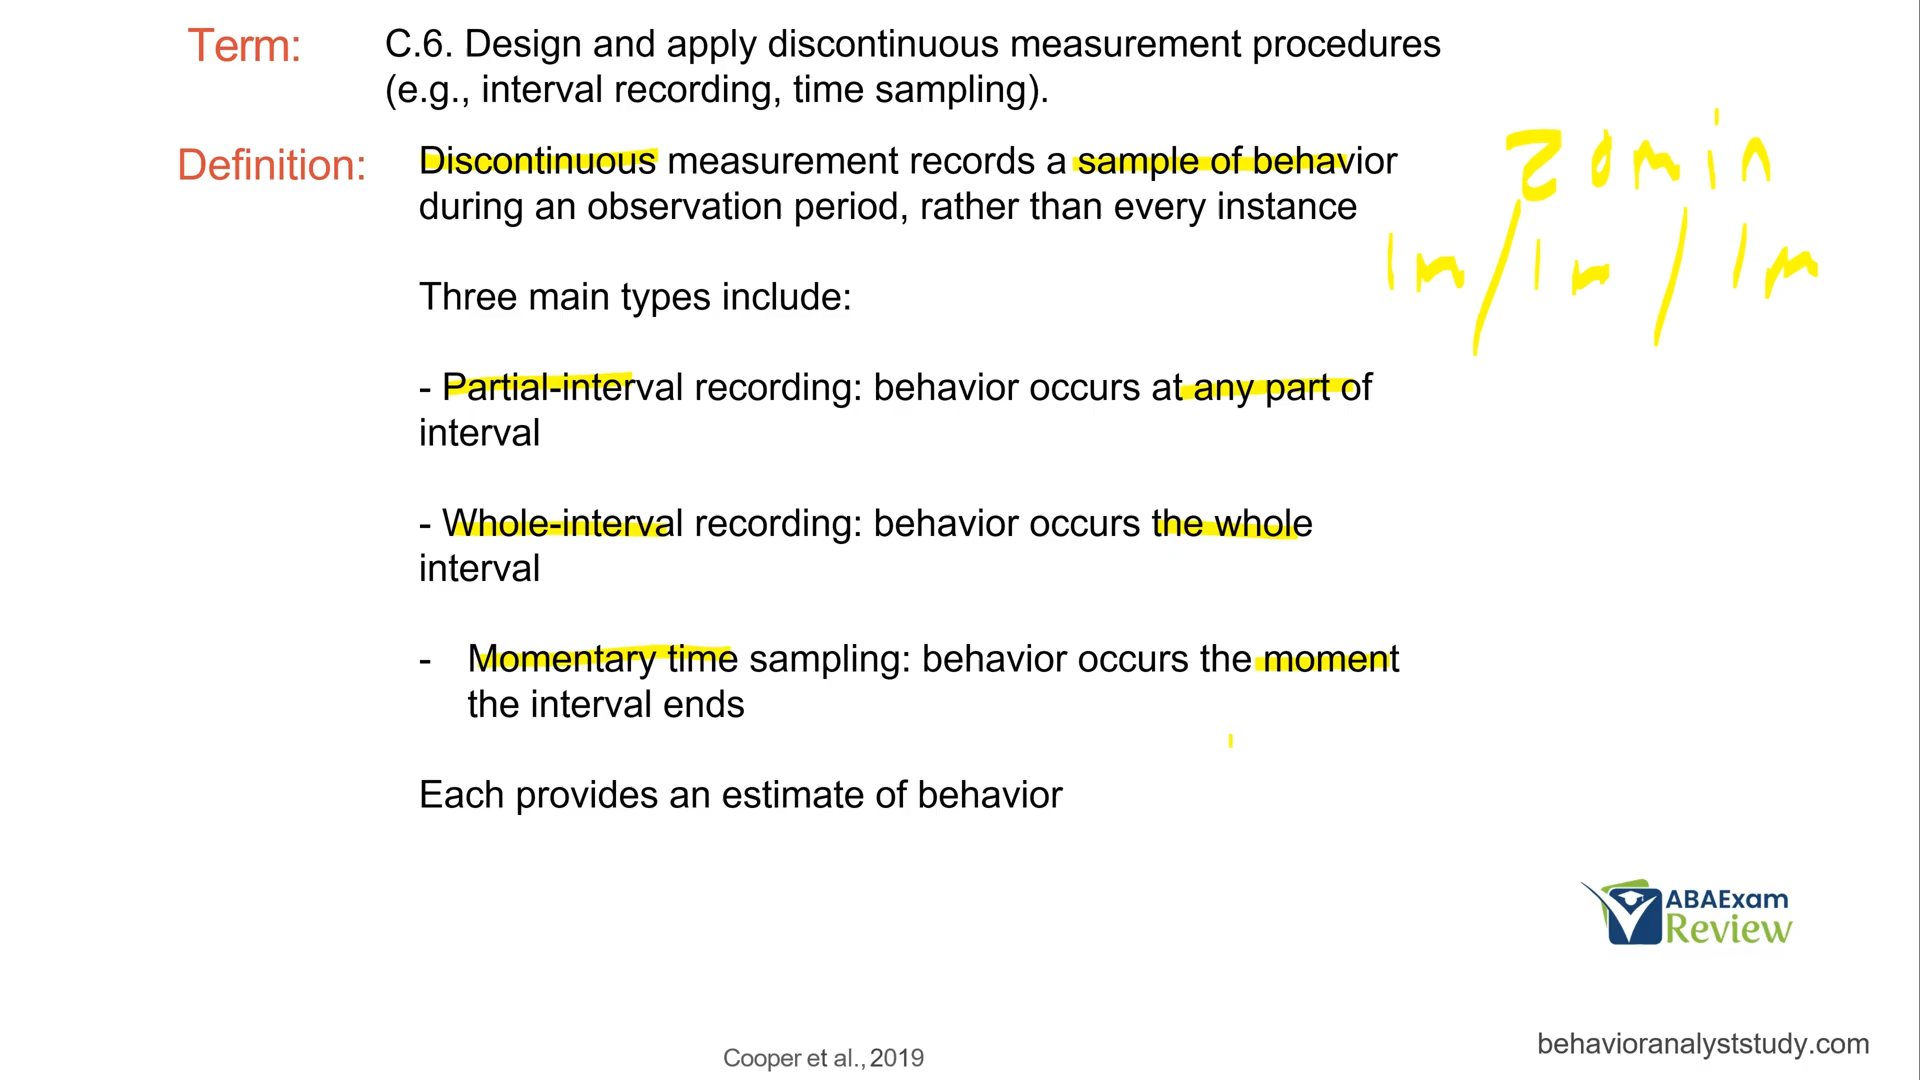 Term:
C.6. Design and apply discontinuous measurement procedures
(e.g., interval recording, time sampling).
Definition:
Discontinuous measurement records a sample of behavior
during an observation period, rather than every instance
20min
1m/1m/1m
Three main types include:
- Partial-interval recording: behavior occurs at any part of
interval
- Whole-interval recording: behavior occurs the whole
interval
- Momentary time sampling: behavior occurs the moment
the interval ends
Each provides an estimate of behavior
ABAExam
Review
Cooper et al., 2019
behavioranalyststudy.com